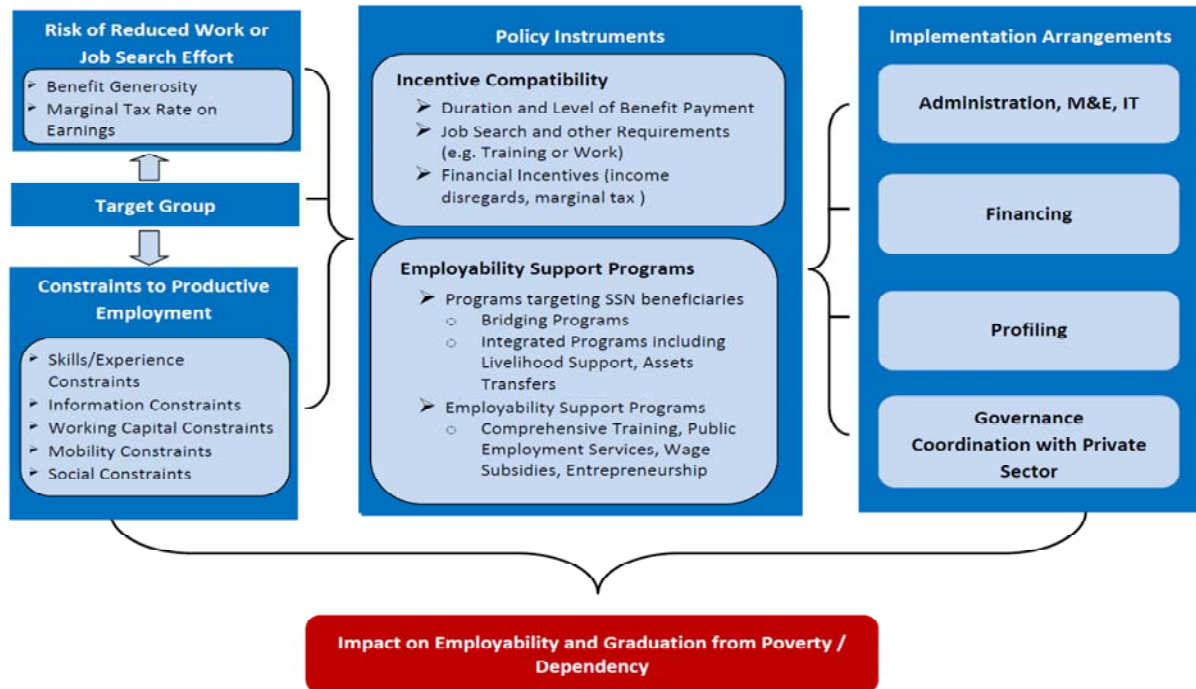 Risk of Reduced Work or
Job Search Effort
➢ Benefit Generosity
➢ Marginal Tax Rate on
Earnings
Target Group
Constraints to Productive
Employment
➢ Skills/Experience
Constraints
➢ Information Constraints
➢ Working Capital Constraints
➢ Mobility Constraints
➢ Social Constraints
Policy Instruments
Incentive Compatibility
➢ Duration and Level of Benefit Payment
➢ Job Search and other Requirements
(e.g. Training or Work)
➢ Financial Incentives (income
disregards, marginal tax )
Employability Support Programs
➢ Programs targeting SSN beneficiaries
○ Bridging Programs
○ Integrated Programs including
Livelihood Support, Assets
Transfers
➢ Employability Support Programs
○ Comprehensive Training, Public
Employment Services, Wage
Subsidies, Entrepreneurship
Implementation Arrangements
Administration, M&E, IT
Financing
Profiling
Governance
Coordination with Private
Sector
Impact on Employability and Graduation from Poverty /
Dependency